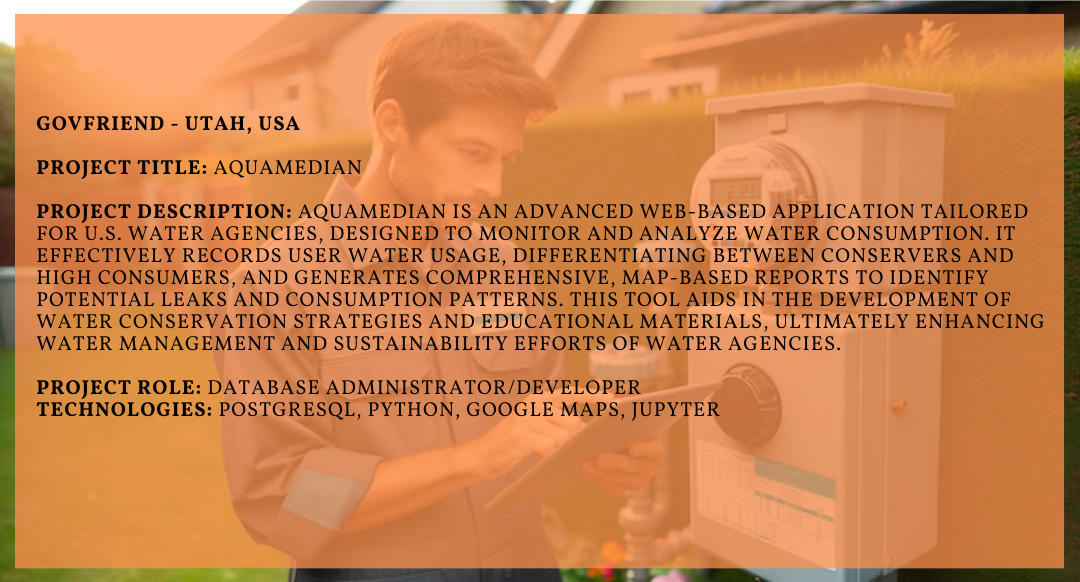 GOVFRIEND - UTAH, USA
PROJECT TITLE: AQUAMEDIAN
PROJECT DESCRIPTION: AQUAMEDIAN IS AN ADVANCED WEB-BASED APPLICATION TAILORED
FOR U.S. WATER AGENCIES, DESIGNED TO MONITOR AND ANALYZE WATER CONSUMPTION. IT
EFFECTIVELY RECORDS USER WATER USAGE, DIFFERENTIATING BETWEEN CONSERVERS AND
HIGH CONSUMERS, AND GENERATES COMPREHENSIVE, MAP-BASED REPORTS TO IDENTIFY
POTENTIAL LEAKS AND CONSUMPTION PATTERNS. THIS TOOL AIDS IN THE DEVELOPMENT OF
WATER CONSERVATION STRATEGIES AND EDUCATIONAL MATERIALS, ULTIMATELY ENHANCING
WATER MANAGEMENT AND SUSTAINABILITY EFFORTS OF WATER AGENCIES.
PROJECT ROLE: DATABASE ADMINISTRATOR/DEVELOPER
TECHNOLOGIES: POSTGRESQL, PYTHON, GOOGLE MAPS, JUPYTER